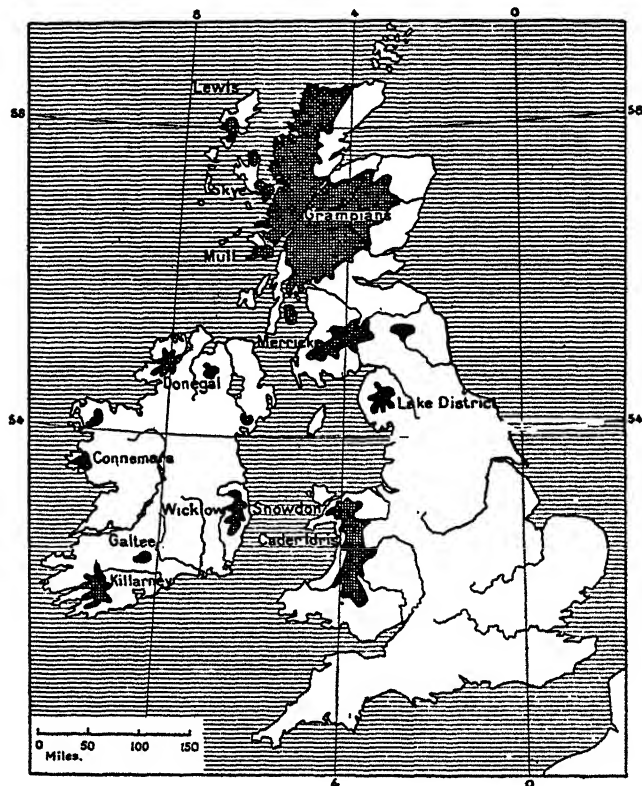 8 4 0
58 58
Lewis
Skye
Grampians
Mull
Merrick
Donegal
Lake District
54 54
Connemara
Wicklow Snowdon
Galtee Cader Idris
Killarney
0 50 100 150
Miles.
4 0